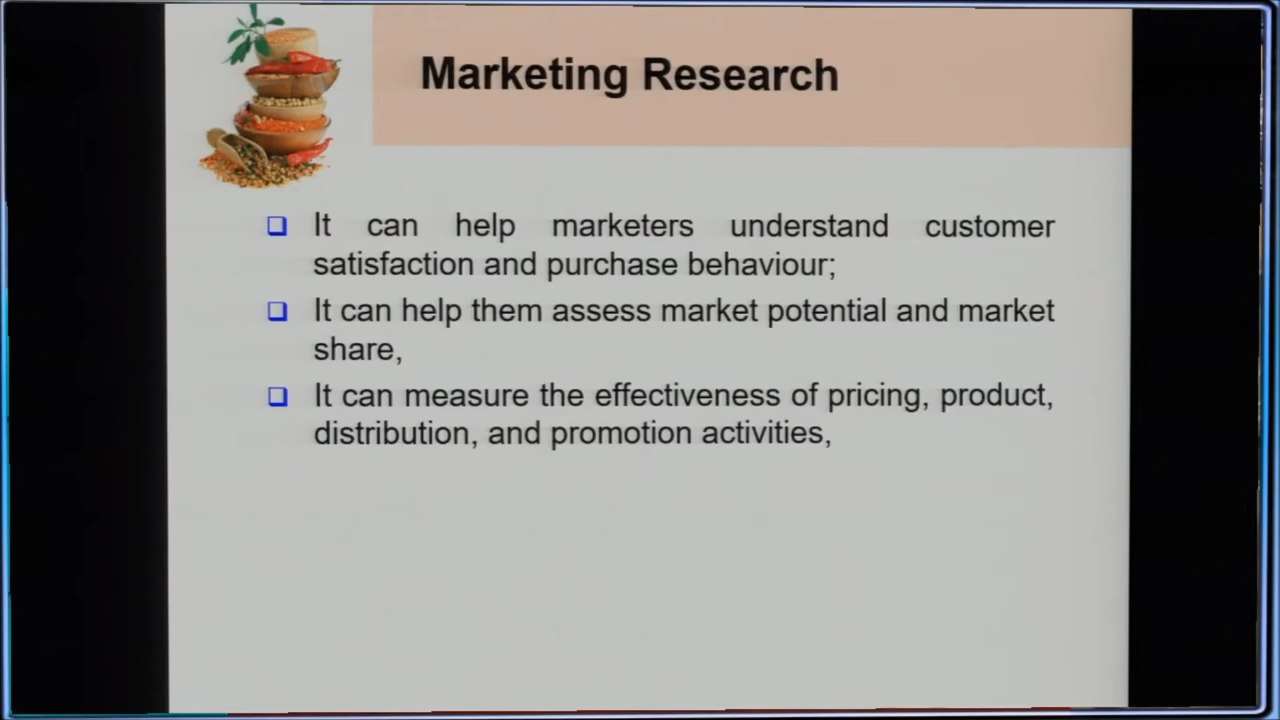 Marketing Research
It can help marketers understand customer
satisfaction and purchase behaviour;
It can help them assess market potential and market
share,
It can measure the effectiveness of pricing, product,
distribution, and promotion activities,